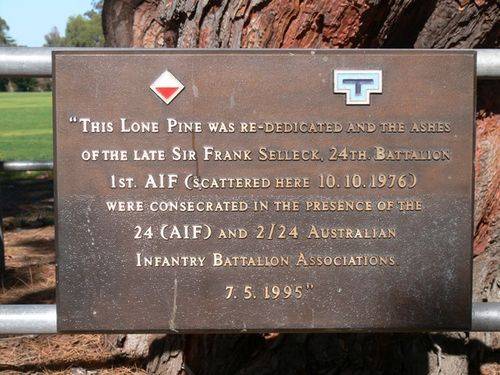 "This Lone Pine was re-dedicated and the ashes
of the late Sir Frank Selleck, 24th. Battalion
1st. AIF (scattered here 10.10.1976)
were consecrated in the presence of the
24 (AIF) and 2/24 Australian
Infantry Battalion Associations.
7.5.1995"